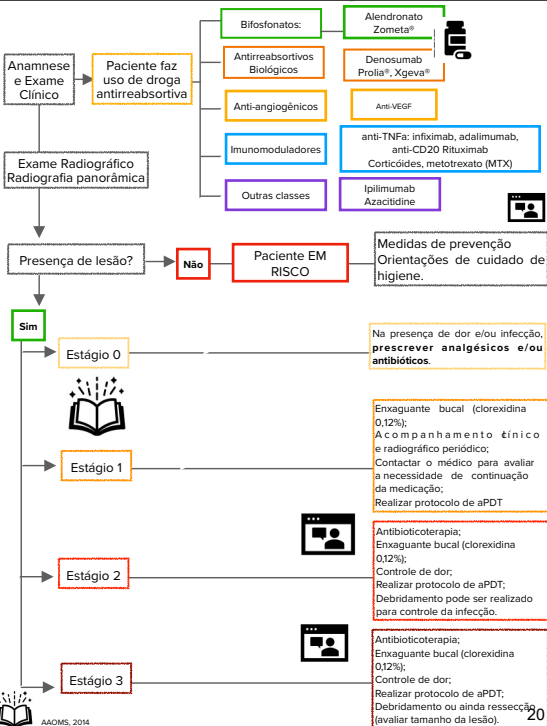 Anamnese
e Exame
Clínico
Paciente faz
uso de droga
antirreabsortiva
Bifosfonatos:
Alendronato
Zometa®
Antirreabsortivos
Biológicos
Denosumab
Prolia®, Xgeva®
Anti-angiogênicos
Anti-VEGF
Imunomoduladores
anti-TNFa: infiximab, adalimumab,
anti-CD20 Rituximab
Corticóides, metotrexato (MTX)
Outras classes
Ipilimumab
Azacitidine
Exame Radiográfico
Radiografia panorâmica
Presença de lesão?
Não
Paciente EM
RISCO
Medidas de prevenção
Orientações de cuidado de
higiene.
Sim
Estágio 0
Na presença de dor e/ou infecção,
prescrever analgésicos e/ou
antibióticos.
Estágio 1
Enxaguante bucal (clorexidina
0,12%);
Acompanhamento clínico
e radiográfico periódico;
Contactar o médico para avaliar
a necessidade de continuação
da medicação;
Realizar protocolo de aPDT
Estágio 2
Antibioticoterapia;
Enxaguante bucal (clorexidina
0,12%);
Controle de dor;
Realizar protocolo de aPDT;
Debridamento pode ser realizado
para controle da infecção.
Estágio 3
Antibioticoterapia;
Enxaguante bucal (clorexidina
0,12%);
Controle de dor;
Realizar protocolo de aPDT;
Debridamento ou ainda ressecção
(avaliar tamanho da lesão).
AAOMS, 2014
20